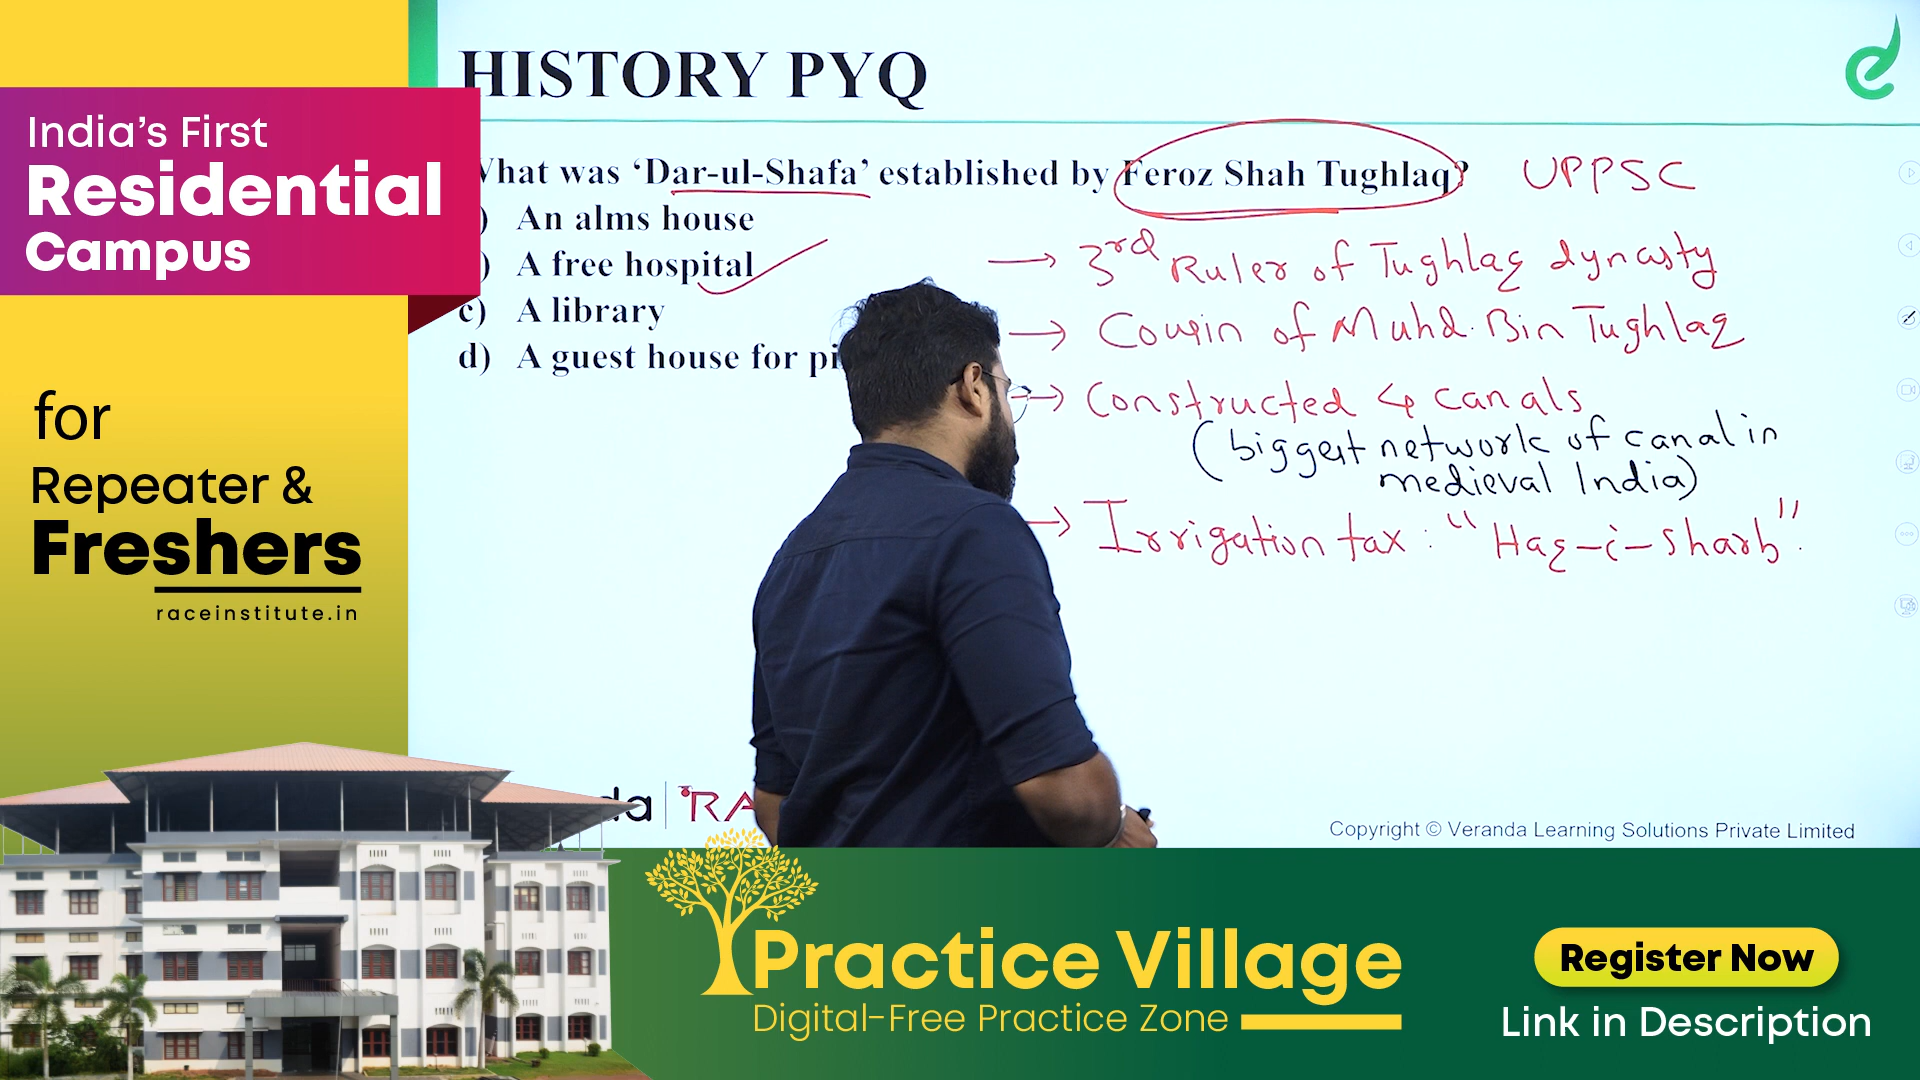 HISTORY PYQ
India's First
Residential
Campus
for
Repeater &
Freshers
raceinstitute.in
What was 'Dar-ul-Shafa' established by Feroz Shah Tughlaq? UPPSC
) An alms house
) A free hospital
c) A library
d) A guest house for pi
→ 3rd Ruler of Tughlaq dynasty
→ Cousin of Muhd. Bin Tughlaq
→ Constructed 4 canals
(biggest network of canal in
medieval India)
→ Irrigation tax : "Haq-i-sharb".
da | RA
Copyright © Veranda Learning Solutions Private Limited
Practice Village
Digital-Free Practice Zone
Register Now
Link in Description